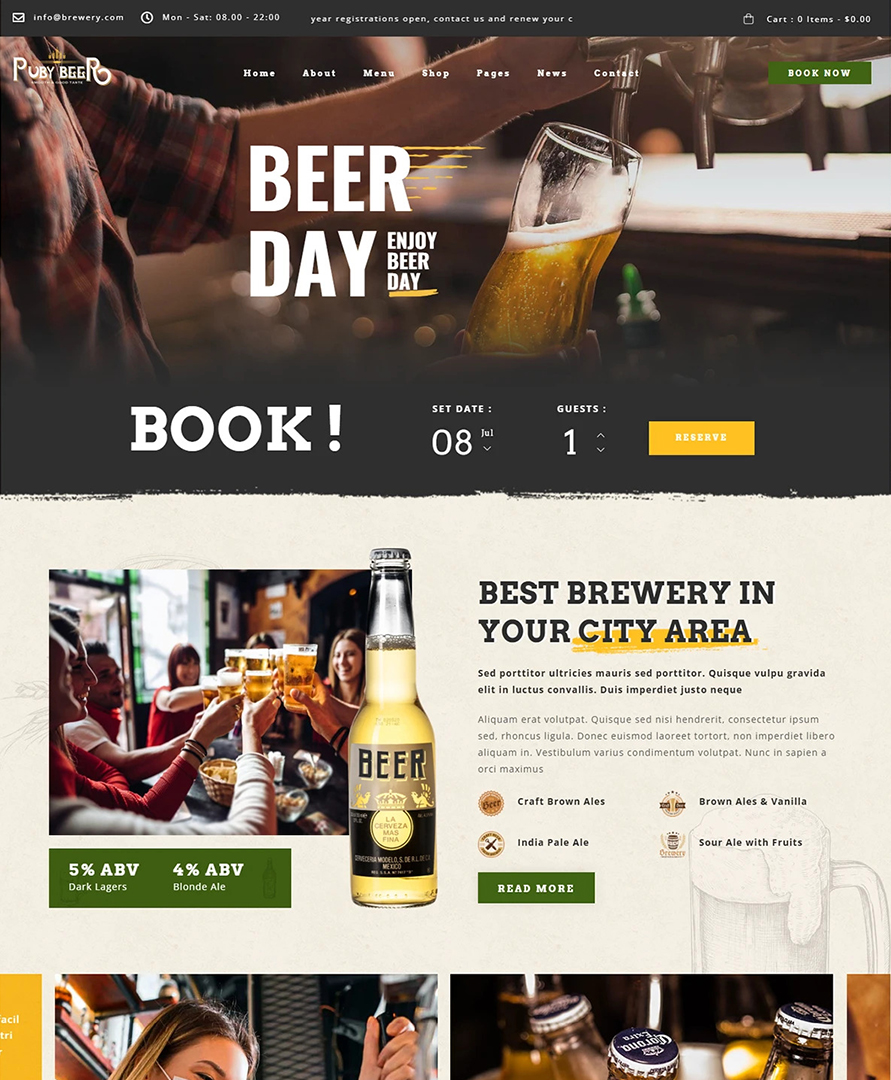 info@brewery.com
Mon - Sat: 08.00 - 22:00
year registrations open, contact us and renew your c
Cart : 0 Items - $0.00
RUBY BEER
Home About Menu Shop Pages News Contact
BOOK NOW
BEER
DAY
ENJOY
BEER
DAY
BOOK !
SET DATE :
08 Jul
GUESTS :
1
RESERVE
BEST BREWERY IN
YOUR CITY AREA
Sed porttitor ultricies mauris sed porttitor. Quisque vulpu gravida
elit in luctus convallis. Duis imperdiet justo neque
Aliquam erat volutpat. Quisque sed nisi hendrerit, consectetur ipsum
sed, rhoncus ligula. Donec euismod laoreet tortort, non imperdiet libero
aliquam in. Vestibulum varius condimentum volutpat. Nunc in sapien a
orci maximus
Beer
Craft Brown Ales
Brown Ales & Vanilla
India Pale Ale
Sour Ale with Fruits
READ MORE
BEER
LA
CERVEZA
MAS
FINA
CERVECERIA MODELO, S. DE R.L. DE C.V.
MEXICO
5% ABV
Dark Lagers
4% ABV
Blonde Ale
facil
tri
Corona
Extra